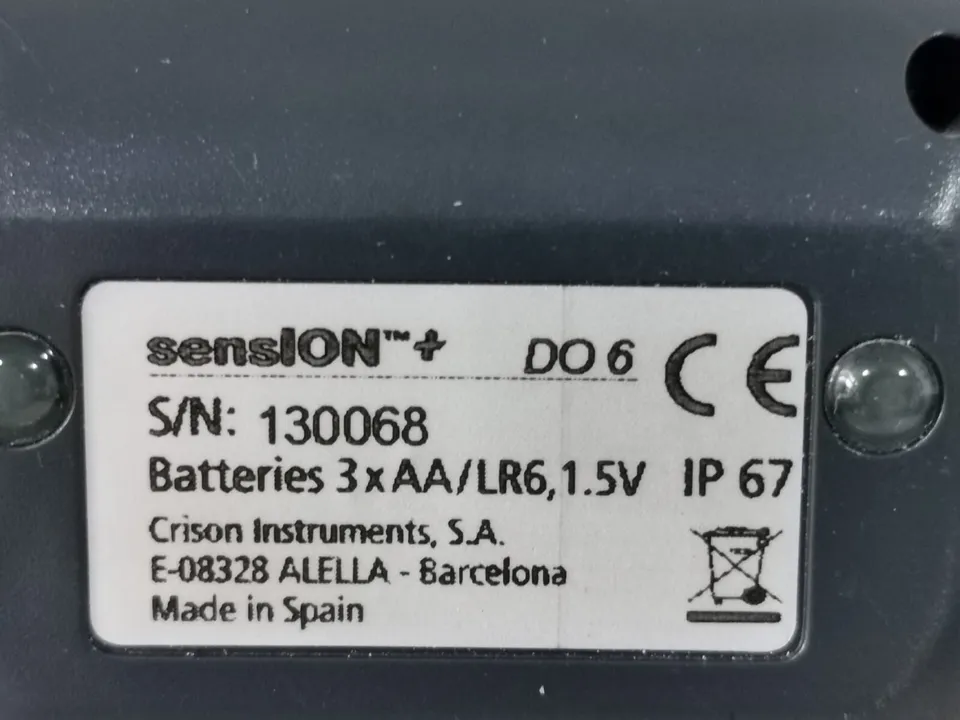 sensION™+ DO 6 CE
S/N: 130068
Batteries 3 x AA/LR6, 1.5V IP 67
Crison Instruments, S.A.
E-08328 ALELLA - Barcelona
Made in Spain